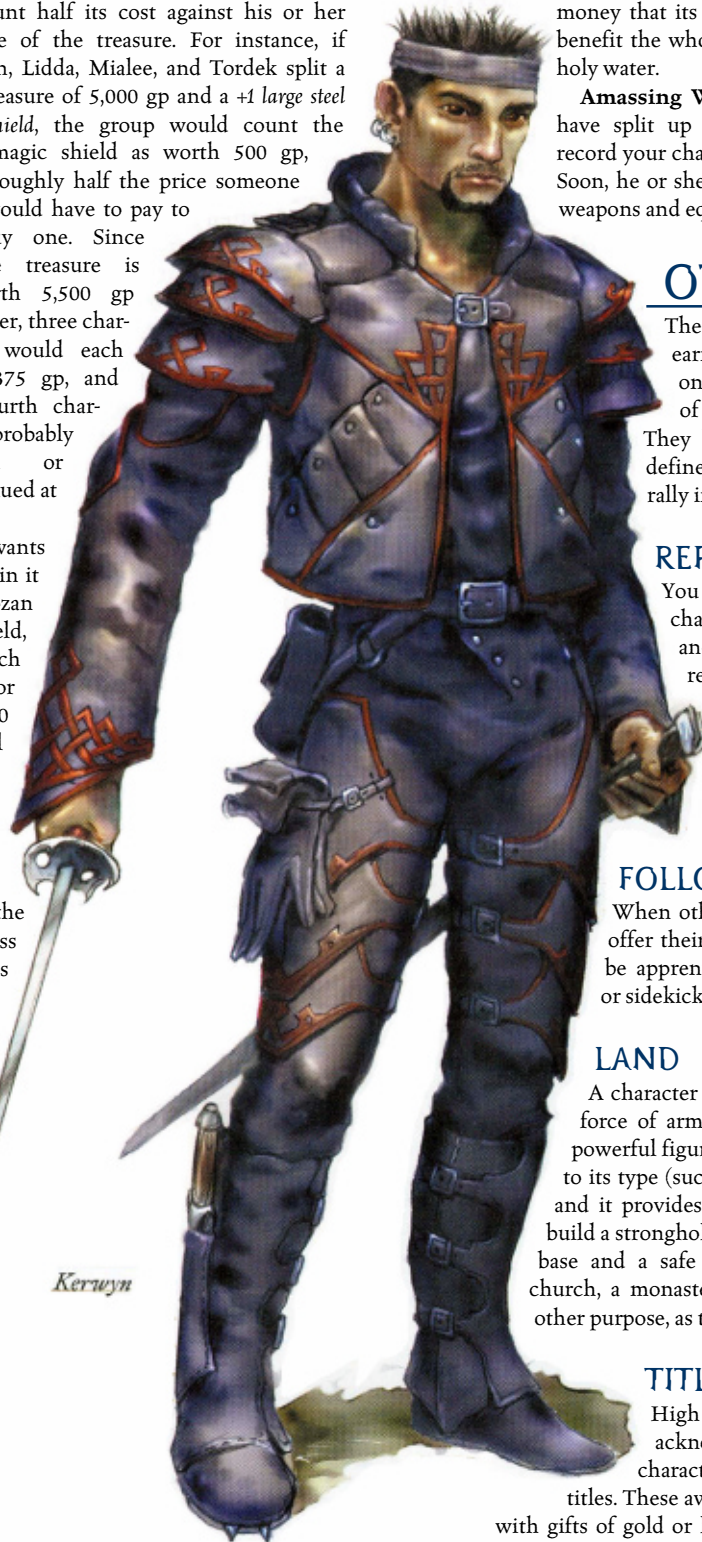 unt half its cost against his or her
e of the treasure. For instance, if
n, Lidda, Mialee, and Tordek split a
easure of 5,000 gp and a +1 large steel
hield, the group would count the
magic shield as worth 500 gp,
oughly half the price someone
ould have to pay to
y one. Since
e treasure is
th 5,500 gp
er, three char-
would each
375 gp, and
urth char-
probably
or
ued at
wants
in it
zan
eld,
ch
or
0
l
the
ss
s
Kerwyn
money that its
benefit the who
holy water.
Amassing W
have split up
record your cha
Soon, he or she
weapons and eq
OT
The
earn
on
of
They
define
rally in
REP
You
cha
an
re
FOLLO
When oth
offer their
be appren
or sidekick
LAND
A character
force of arm
powerful figur
to its type (suc
and it provides
build a stronghol
base and a safe
church, a monaste
other purpose, as t
TITL
High
ackne
charact
titles. These aw
with gifts of gold or l